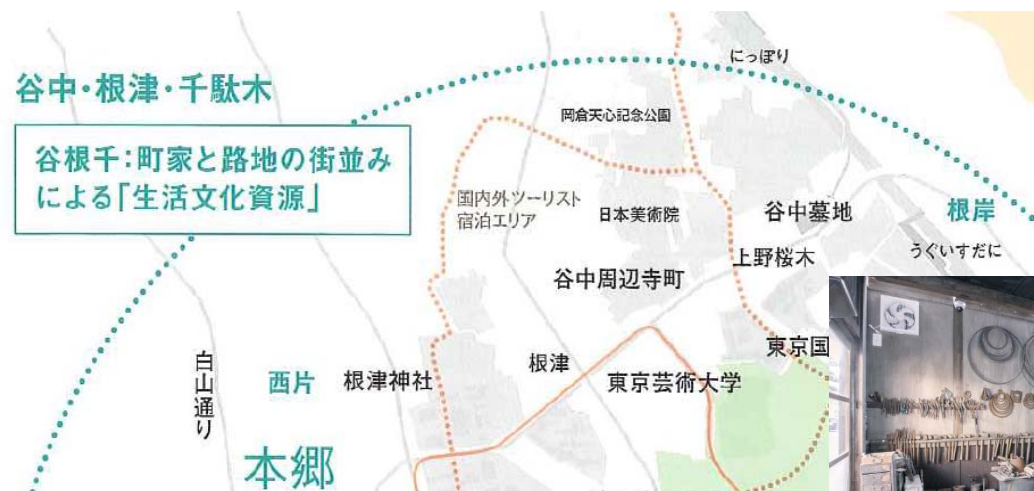 にっぽり
谷中・根津・千駄木
岡倉天心記念公園
谷根千：町家と路地の街並み
による「生活文化資源」
国内外ツーリスト
宿泊エリア
日本美術院
谷中墓地
根岸
うぐいすだに
上野桜木
谷中周辺寺町
東京国
白山通り
西片
根津神社
根津
東京芸術大学
本郷